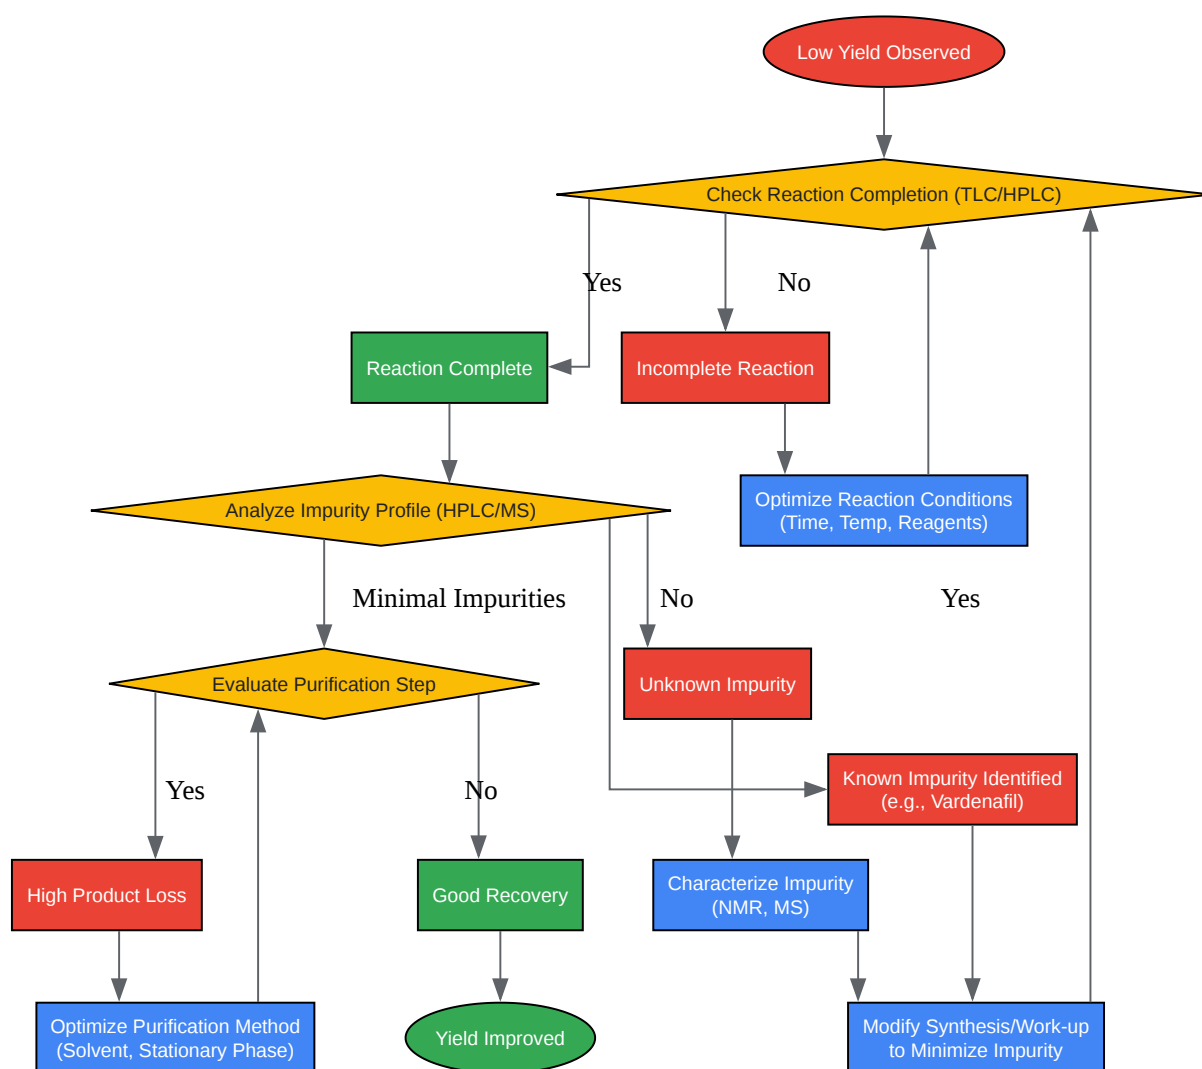 Low Yield Observed
Check Reaction Completion (TLC/HPLC)
Yes
No
Reaction Complete
Incomplete Reaction
Optimize Reaction Conditions
(Time, Temp, Reagents)
Analyze Impurity Profile (HPLC/MS)
Minimal Impurities
No
Yes
Evaluate Purification Step
Unknown Impurity
Known Impurity Identified
(e.g., Vardenafil)
Yes
No
High Product Loss
Good Recovery
Characterize Impurity
(NMR, MS)
Optimize Purification Method
(Solvent, Stationary Phase)
Yield Improved
Modify Synthesis/Work-up
to Minimize Impurity